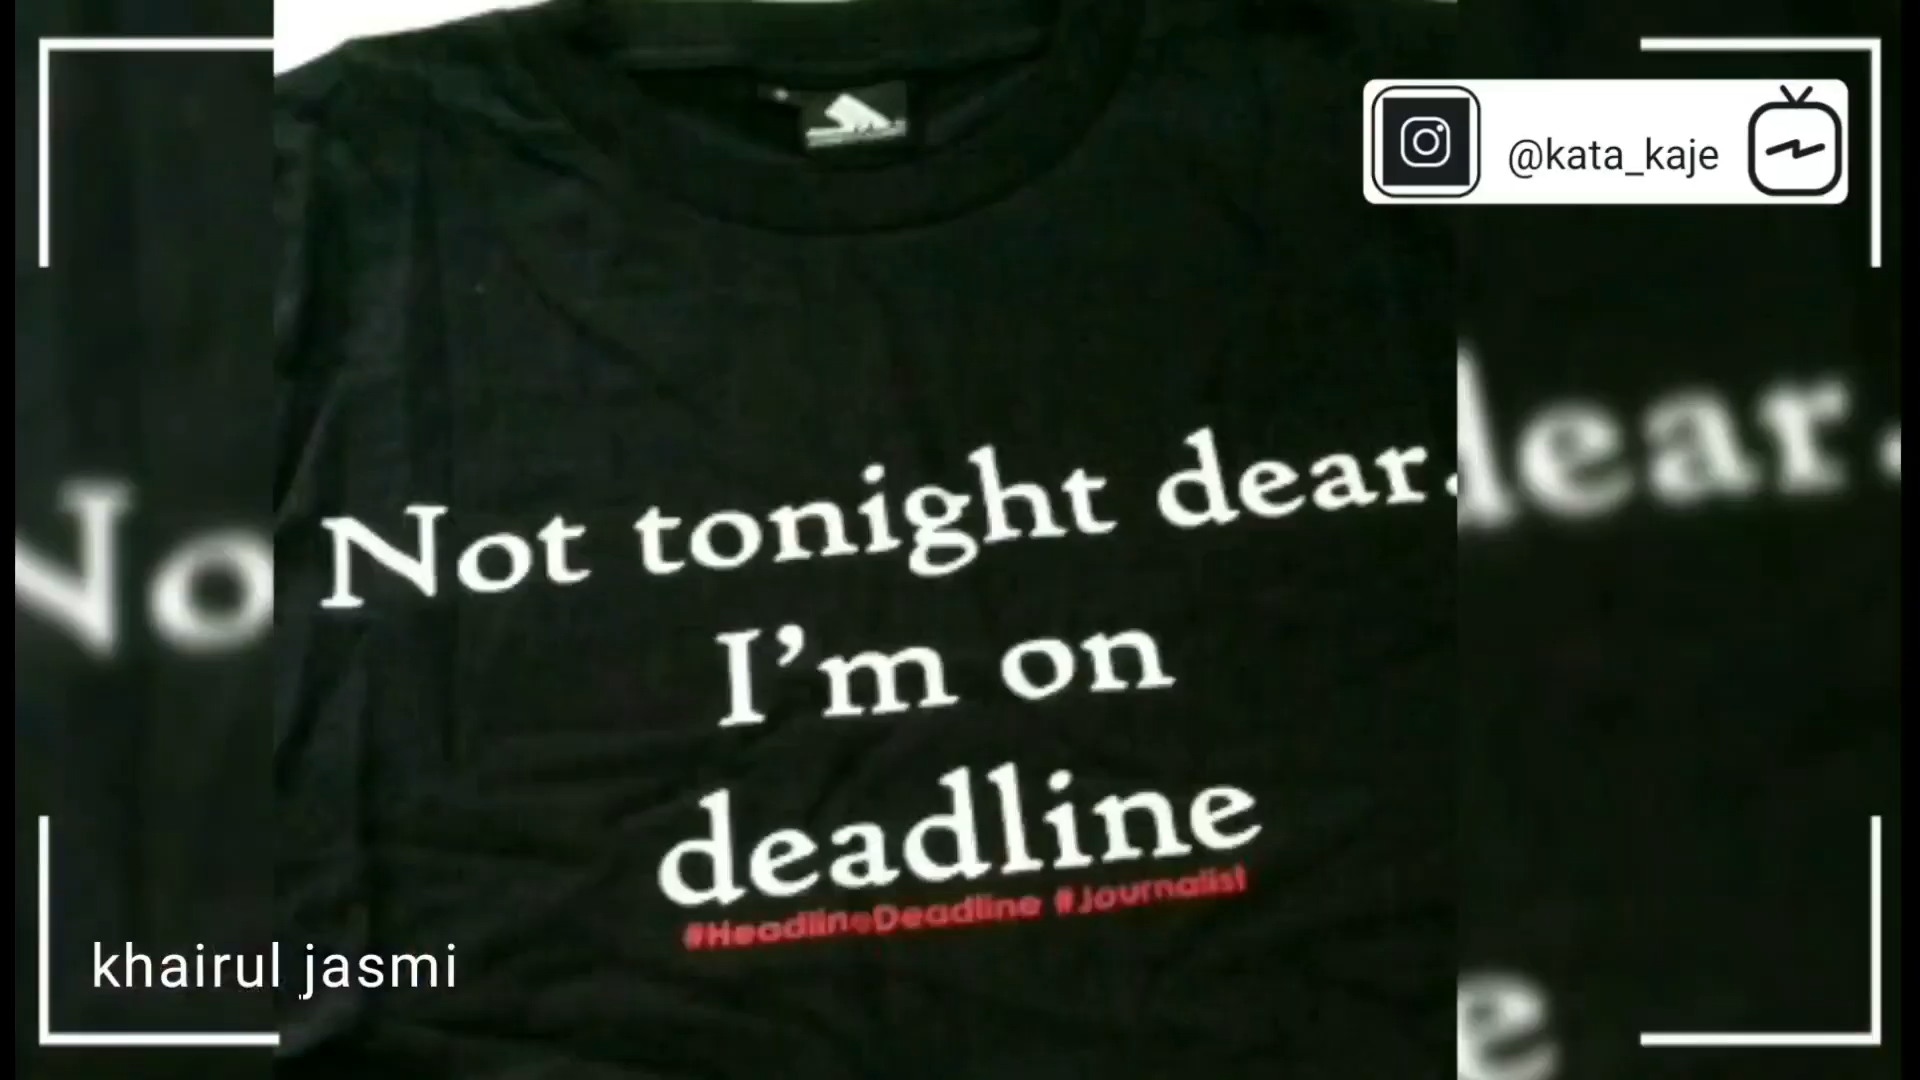 @kata_kaje
Not tonight dear.
I'm on
deadline
#HeadlineDeadline #Journalist
khairul jasmi